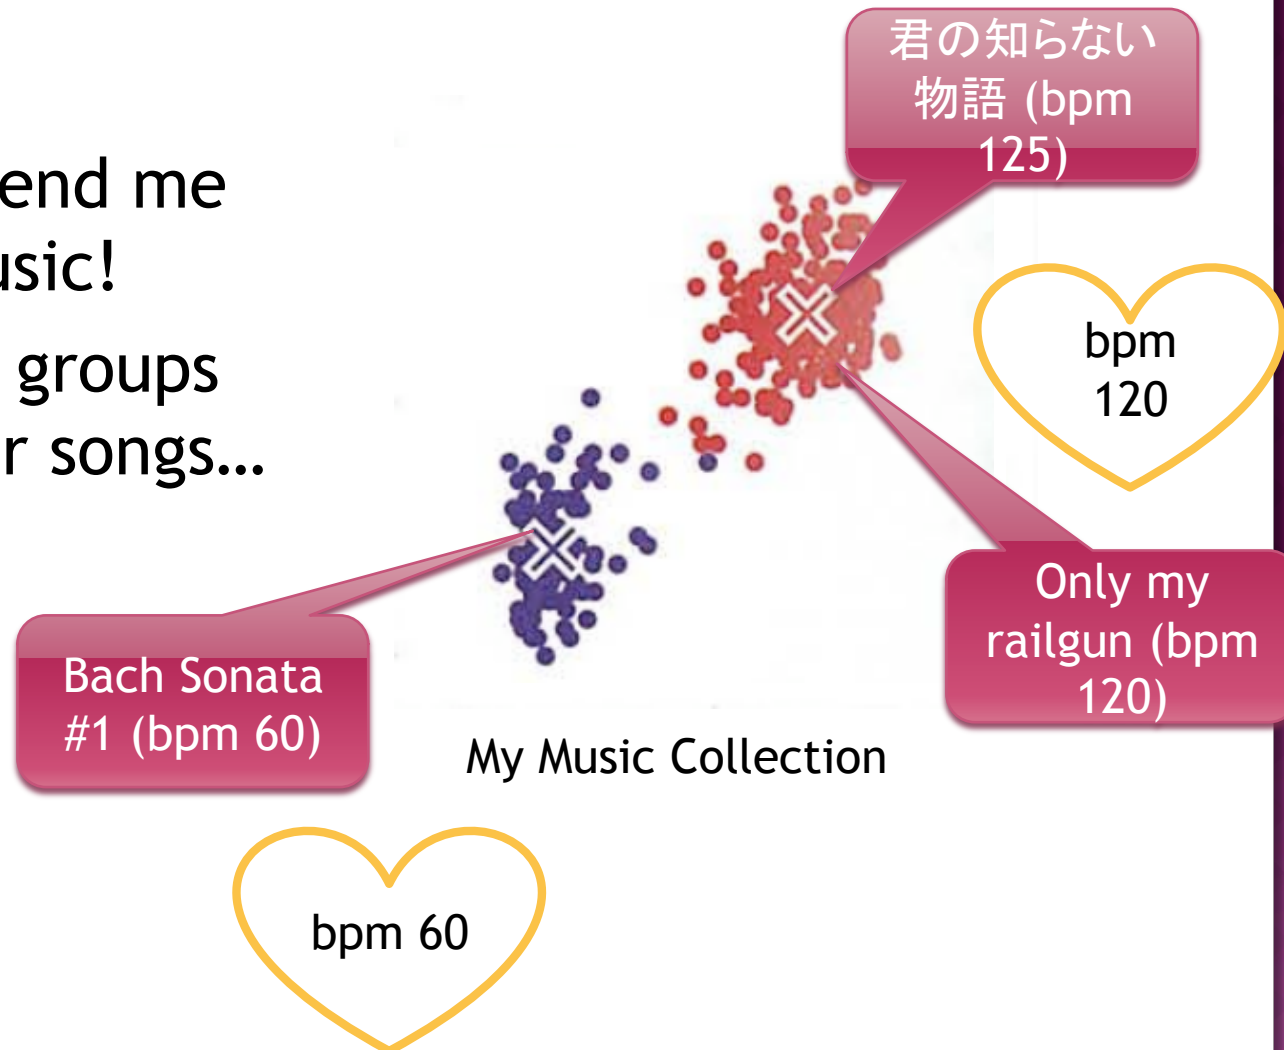 君の知らない
物語 (bpm
125)
end me
usic!
groups
r songs…
bpm
120
Only my
railgun (bpm
120)
Bach Sonata
#1 (bpm 60)
My Music Collection
bpm 60